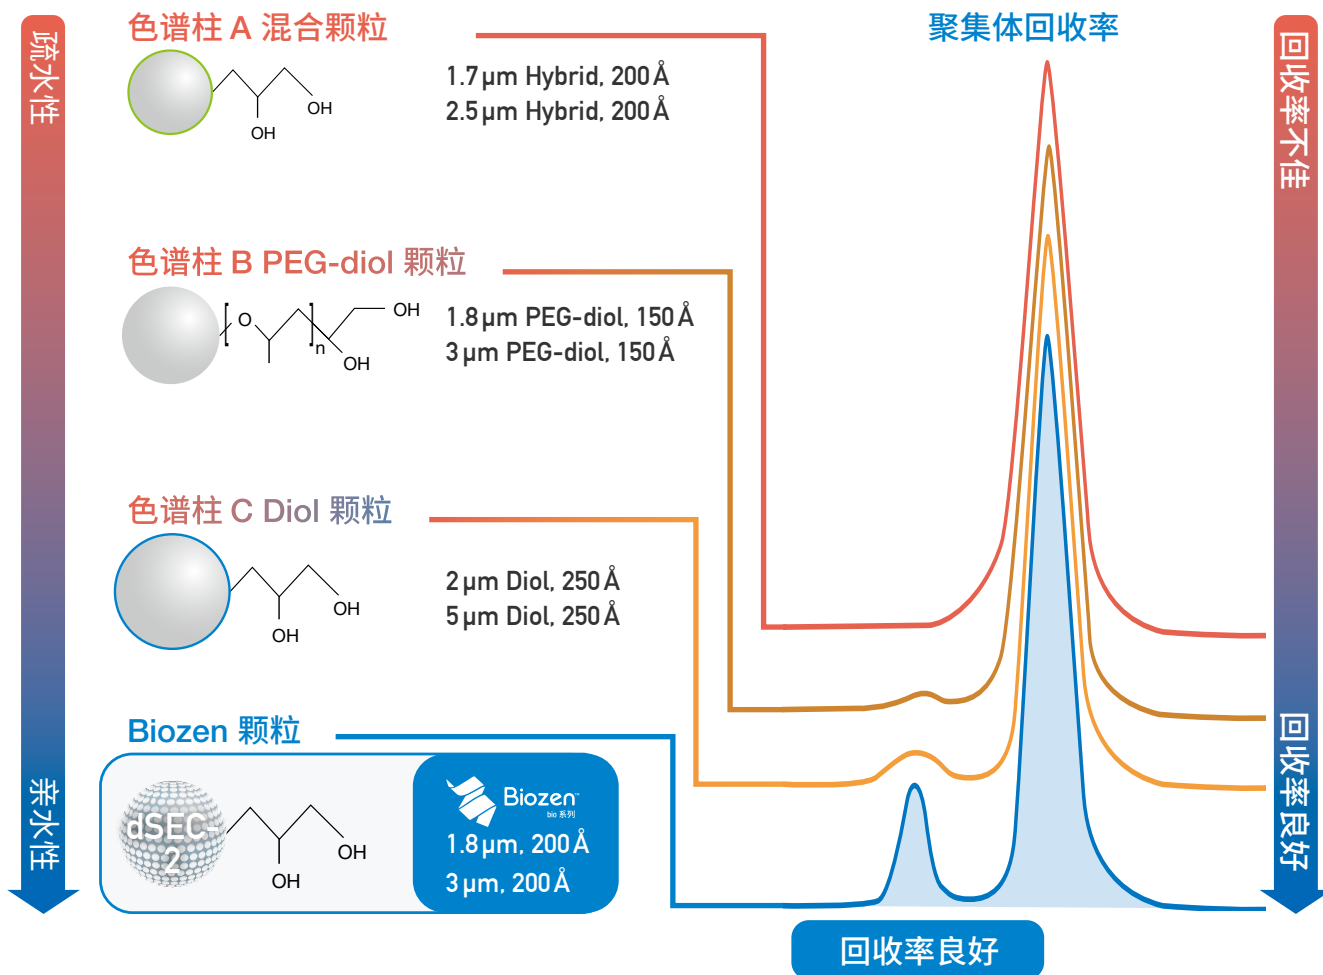 疏水性
亲水性
色谱柱 A 混合颗粒
OH
OH
1.7 µm Hybrid, 200 Å
2.5 µm Hybrid, 200 Å
色谱柱 B PEG-diol 颗粒
O
n
OH
OH
1.8 µm PEG-diol, 150 Å
3 µm PEG-diol, 150 Å
色谱柱 C Diol 颗粒
OH
OH
2 µm Diol, 250 Å
5 µm Diol, 250 Å
Biozen 颗粒
dSEC-
2
OH
OH
Biozen™
bio 系列
1.8 µm, 200 Å
3 µm, 200 Å
聚集体回收率
回收率良好
回收率不佳
回收率良好